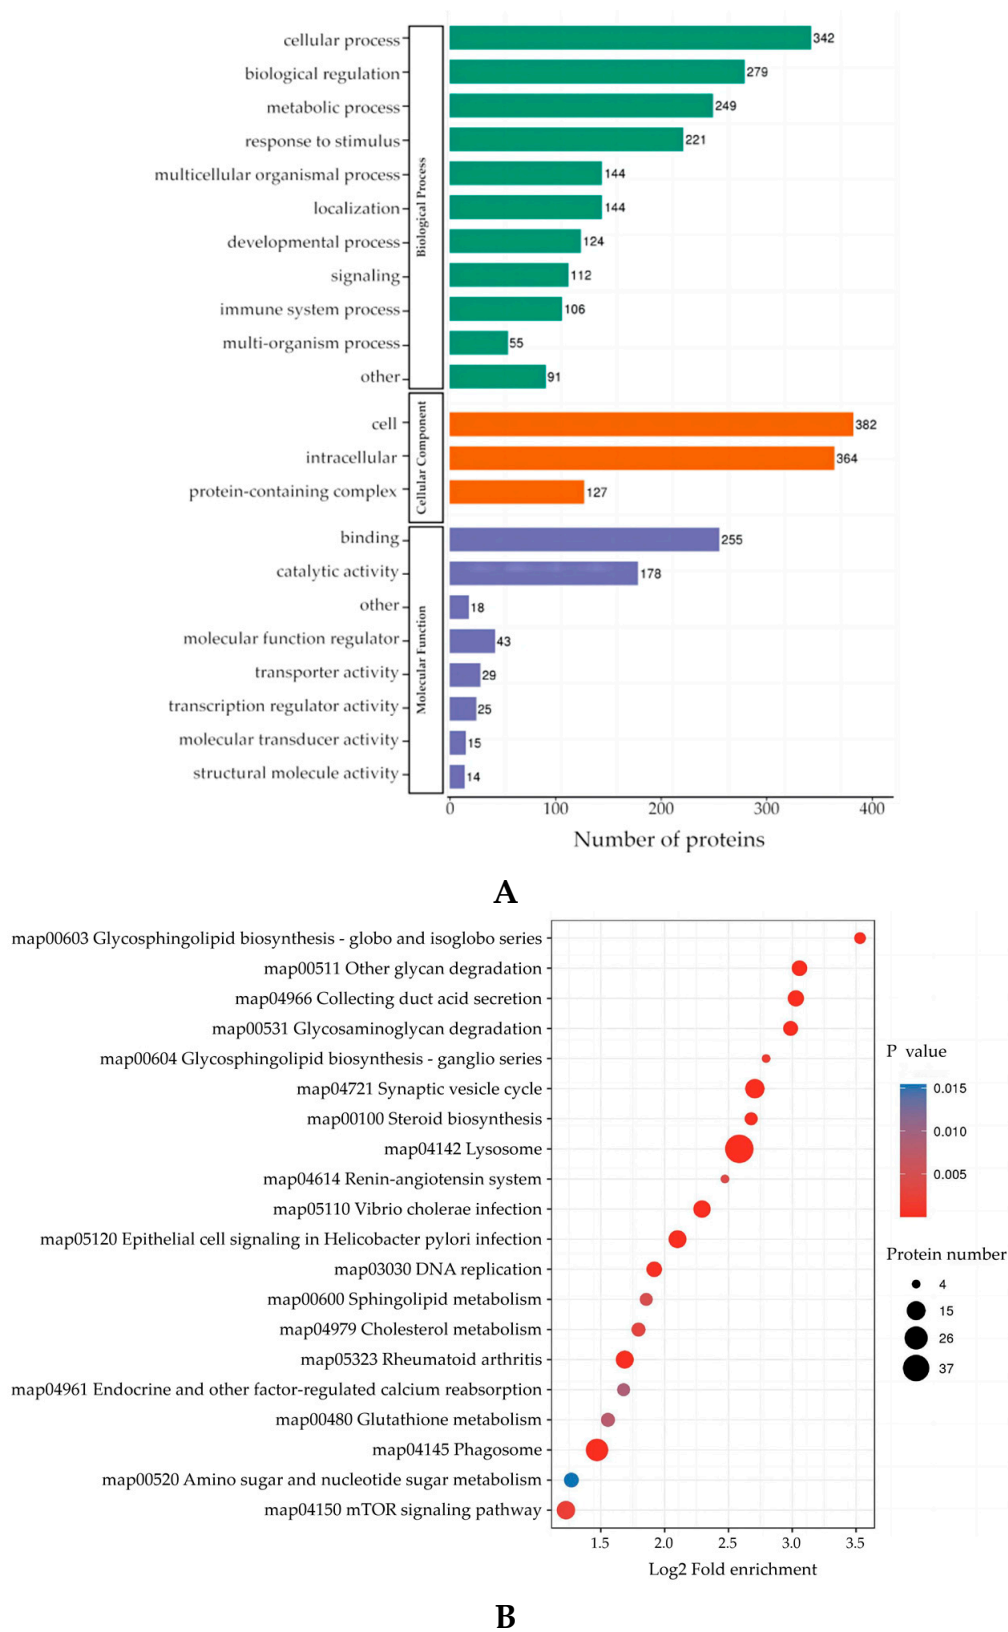 cellular process 342
biological regulation 279
metabolic process 249
response to stimulus 221
multicellular organismal process 144
localization 144
developmental process 124
signaling 112
immune system process 106
multi-organism process 55
other 91
Biological Process
cell 382
intracellular 364
protein-containing complex 127
Cellular Component
binding 255
catalytic activity 178
other 18
molecular function regulator 43
transporter activity 29
transcription regulator activity 25
molecular transducer activity 15
structural molecule activity 14
Molecular Function
0 100 200 300 400
Number of proteins
A
map00603 Glycosphingolipid biosynthesis - globo and isoglobo series
map00511 Other glycan degradation
map04966 Collecting duct acid secretion
map00531 Glycosaminoglycan degradation
map00604 Glycosphingolipid biosynthesis - ganglio series
map04721 Synaptic vesicle cycle
map00100 Steroid biosynthesis
map04142 Lysosome
map04614 Renin-angiotensin system
map05110 Vibrio cholerae infection
map05120 Epithelial cell signaling in Helicobacter pylori infection
map03030 DNA replication
map00600 Sphingolipid metabolism
map04979 Cholesterol metabolism
map05323 Rheumatoid arthritis
map04961 Endocrine and other factor-regulated calcium reabsorption
map00480 Glutathione metabolism
map04145 Phagosome
map00520 Amino sugar and nucleotide sugar metabolism
map04150 mTOR signaling pathway
1.5 2.0 2.5 3.0 3.5
Log2 Fold enrichment
P value
0.015
0.010
0.005
Protein number
4
15
26
37
B